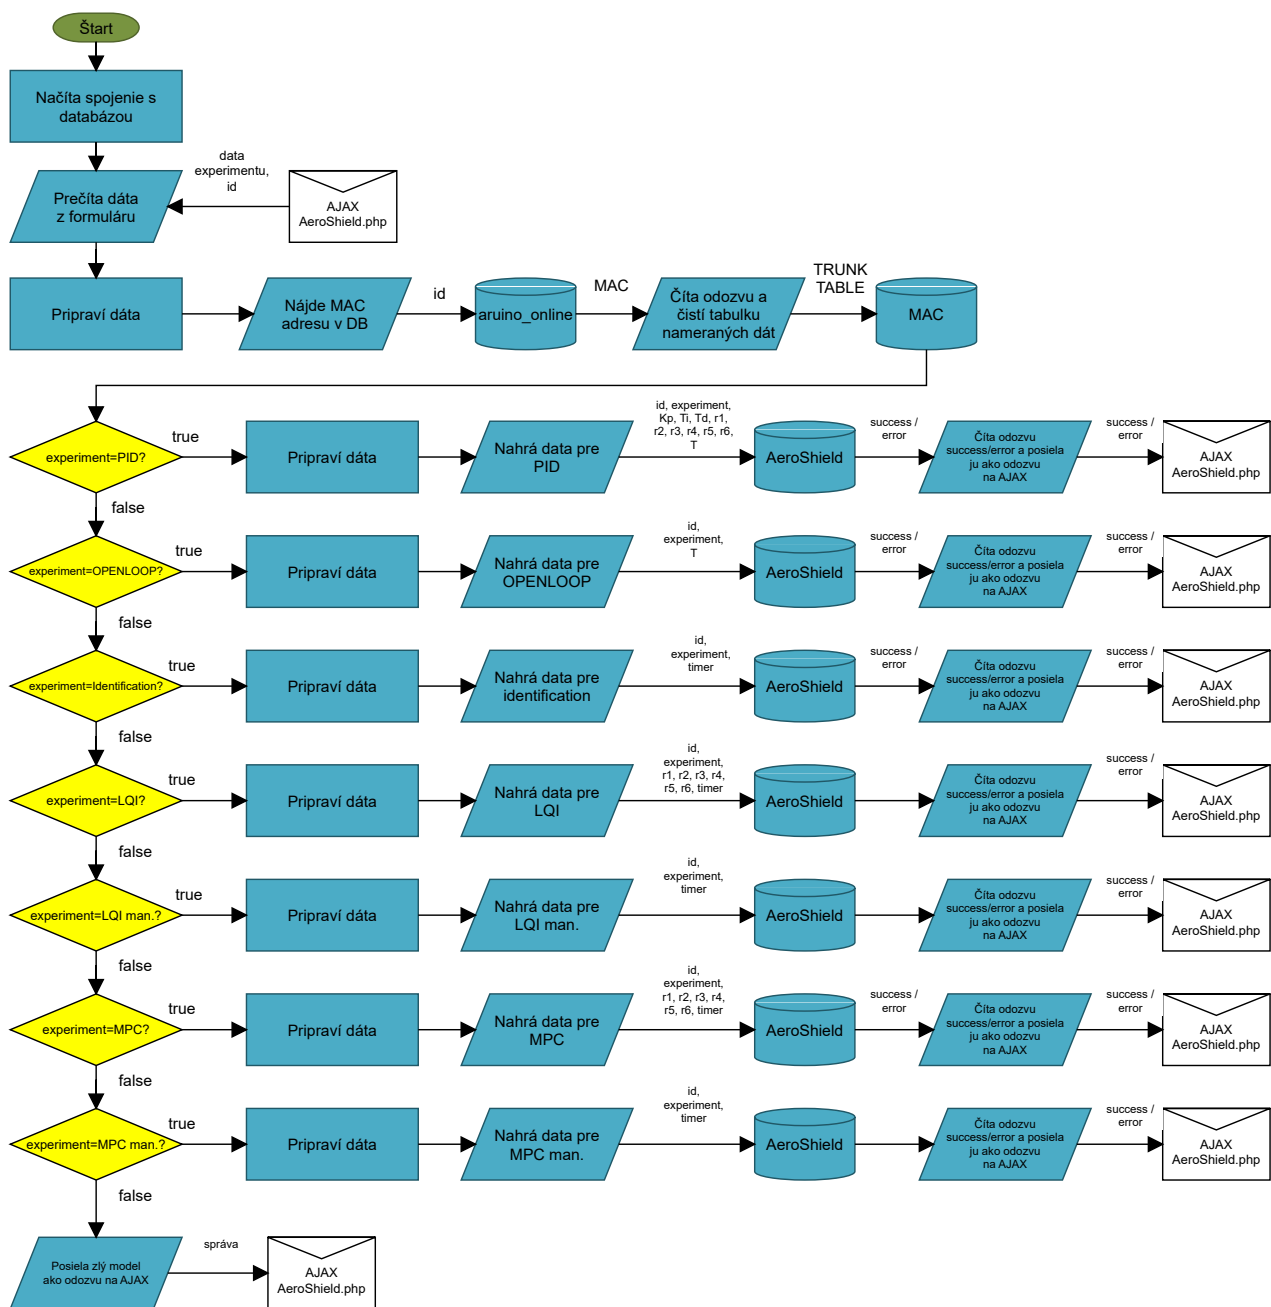 Štart
Načíta spojenie s
databázou
data
experimentu,
id
Prečíta dáta
z formuláru
AJAX
AeroShield.php
Pripraví dáta
Nájde MAC
adresu v DB
id
aruino_online
MAC
Číta odozvu a
čistí tabulku
nameraných dát
TRUNK
TABLE
MAC
experiment=PID?
true
Pripraví dáta
Nahrá data pre
PID
id, experiment,
Kp, Ti, Td, r1,
r2, r3, r4, r5, r6,
T
AeroShield
success /
error
Číta odozvu
success/error a posiela
ju ako odozvu
na AJAX
success /
error
AJAX
AeroShield.php
false
experiment=OPENLOOP?
true
Pripraví dáta
Nahrá data pre
OPENLOOP
id,
experiment,
T
AeroShield
success /
error
Číta odozvu
success/error a posiela
ju ako odozvu
na AJAX
success /
error
AJAX
AeroShield.php
false
experiment=Identification?
true
Pripraví dáta
Nahrá data pre
identification
id,
experiment,
timer
AeroShield
success /
error
Číta odozvu
success/error a posiela
ju ako odozvu
na AJAX
success /
error
AJAX
AeroShield.php
false
experiment=LQI?
true
Pripraví dáta
Nahrá data pre
LQI
id,
experiment,
r1, r2, r3, r4,
r5, r6, timer
AeroShield
Číta odozvu
success/error a posiela
ju ako odozvu
na AJAX
success /
error
AJAX
AeroShield.php
false
experiment=LQI man.?
true
Pripraví dáta
Nahrá data pre
LQI man.
id,
experiment,
timer
AeroShield
Číta odozvu
success/error a posiela
ju ako odozvu
na AJAX
success /
error
AJAX
AeroShield.php
false
experiment=MPC?
true
Pripraví dáta
Nahrá data pre
MPC
id,
experiment,
r1, r2, r3, r4,
r5, r6, timer
AeroShield
success /
error
Číta odozvu
success/error a posiela
ju ako odozvu
na AJAX
success /
error
AJAX
AeroShield.php
false
experiment=MPC man.?
true
Pripraví dáta
Nahrá data pre
MPC man.
id,
experiment,
timer
AeroShield
Číta odozvu
success/error a posiela
ju ako odozvu
na AJAX
success /
error
AJAX
AeroShield.php
false
Posiela zlý model
ako odozvu na AJAX
správa
AJAX
AeroShield.php